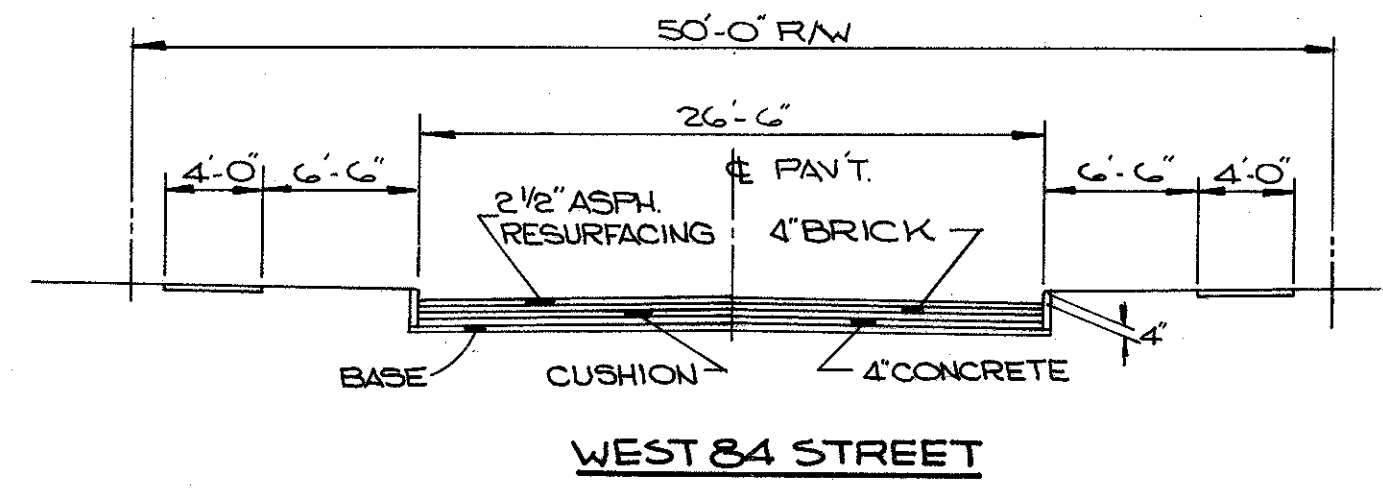 50'-0" R/W
26'-6"
4'-0" 6'-6" ℄ PAV'T. 6'-6" 4'-0"
2 1/2" ASPH.
RESURFACING
4" BRICK
4"
BASE CUSHION 4" CONCRETE
WEST 84 STREET